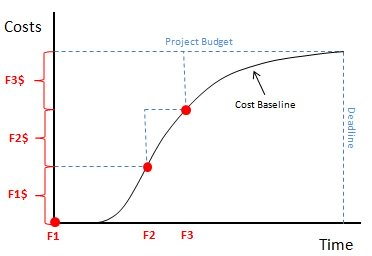 Costs
Project Budget
F3$
Cost Baseline
Deadline
F2$
F1$
F1
F2
F3
Time